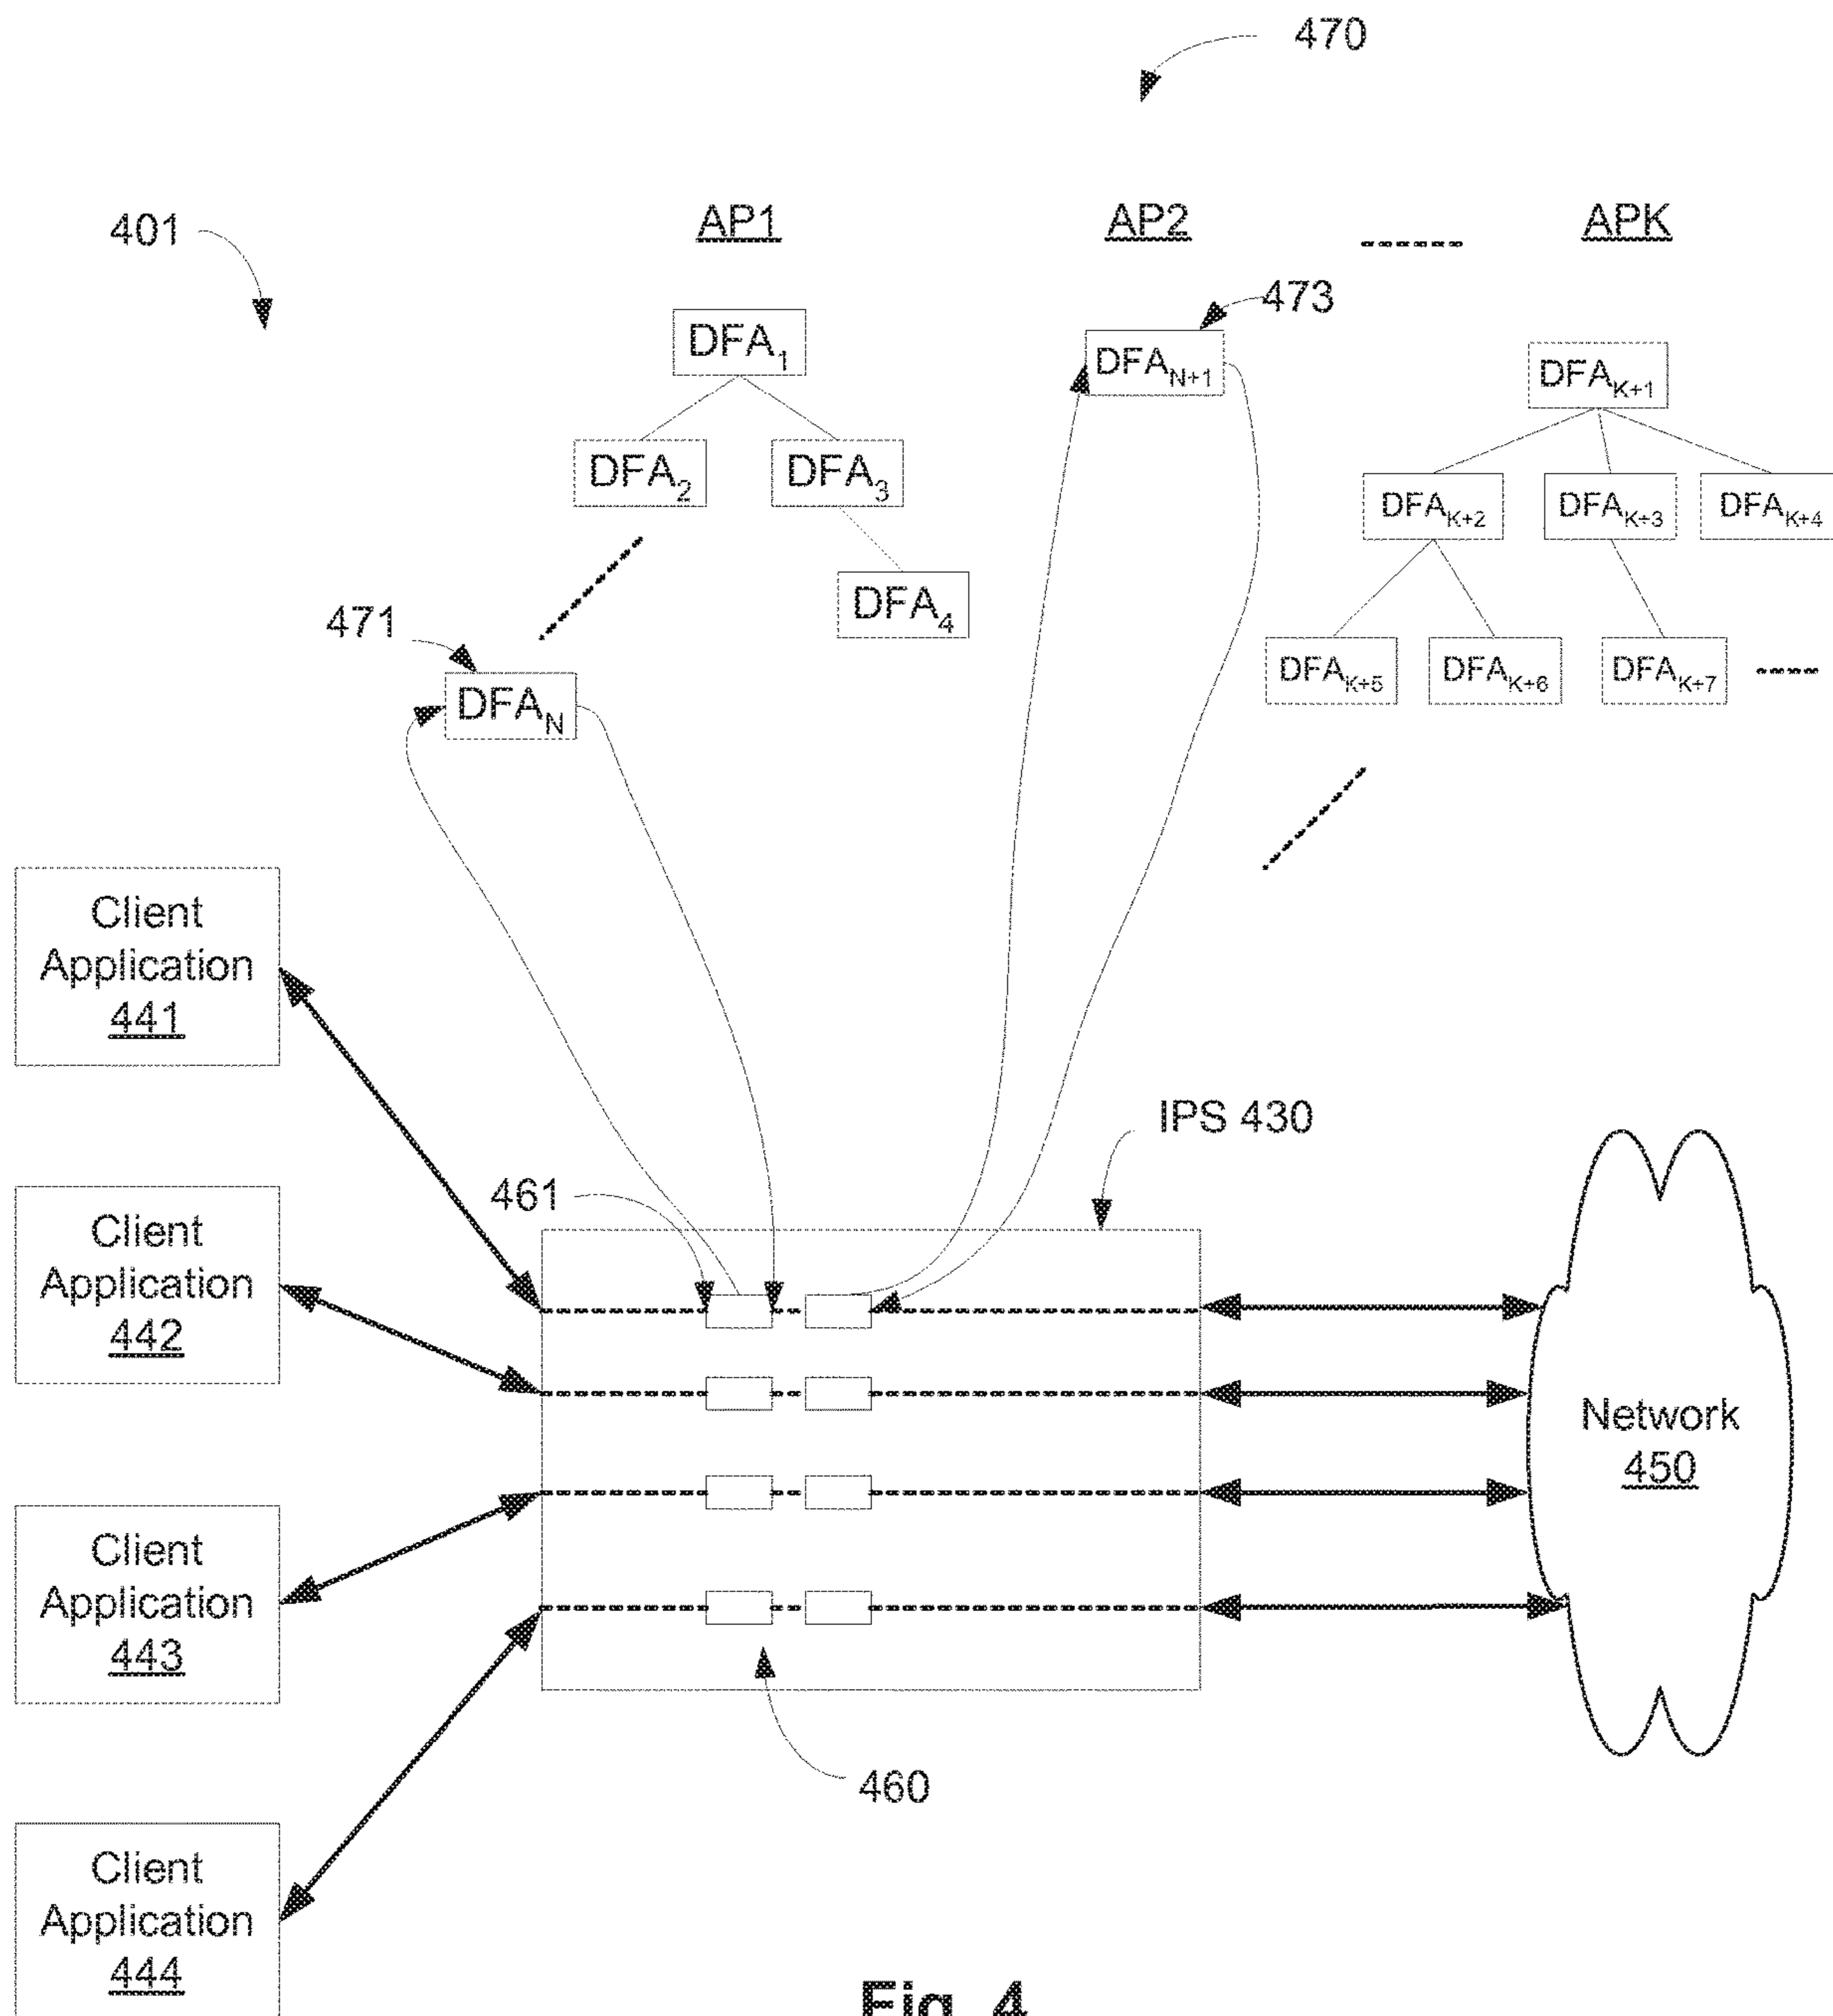 470
401
AP1
AP2
APK
473
DFA1
DFAN+1
DFAK+1
DFA2
DFA3
DFAK+2
DFAK+3
DFAK+4
DFA4
471
DFAK+5
DFAK+6
DFAK+7
DFAN
Client
Application
441
IPS 430
461
Client
Application
442
Network
450
Client
Application
443
460
Client
Application
444
Fig. 4